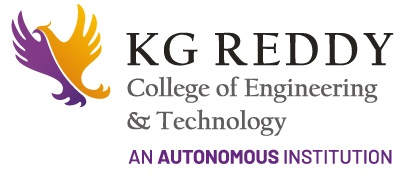 KG REDDY
College of Engineering
& Technology
AN AUTONOMOUS INSTITUTION